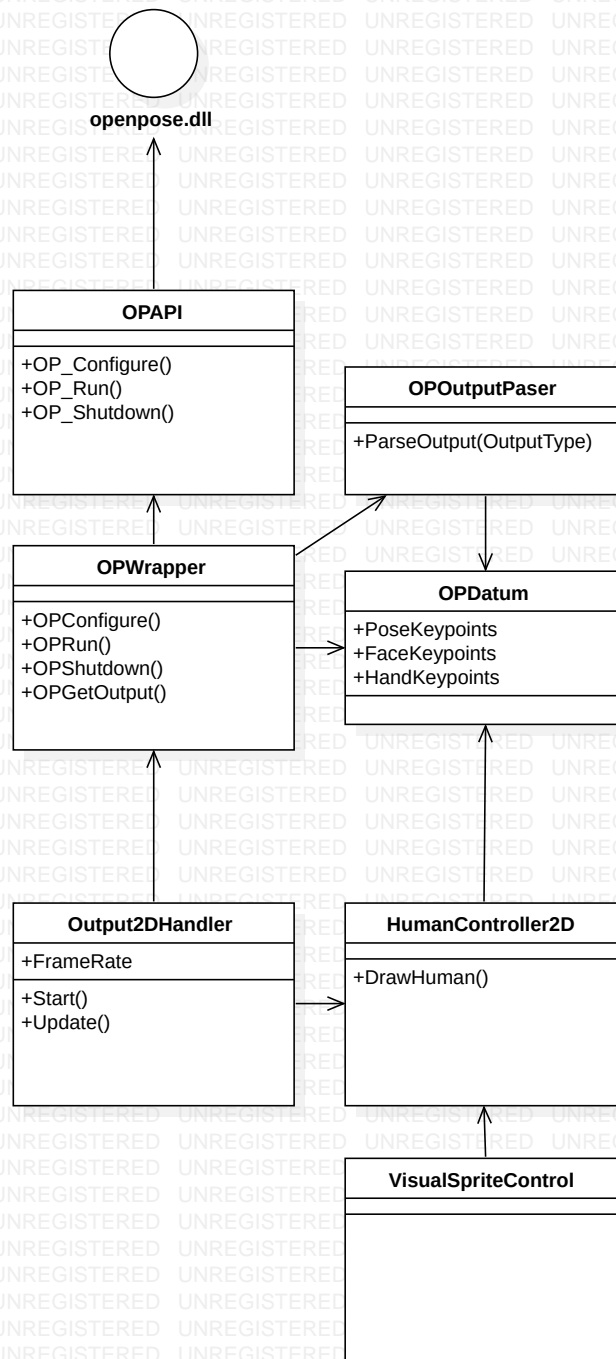 openpose.dll
OPAPI
+OP_Configure()
+OP_Run()
+OP_Shutdown()
OPOutputPaser
+ParseOutput(OutputType)
OPWrapper
+OPConfigure()
+OPRun()
+OPShutdown()
+OPGetOutput()
OPDatum
+PoseKeypoints
+FaceKeypoints
+HandKeypoints
Output2DHandler
+FrameRate
+Start()
+Update()
HumanController2D
+DrawHuman()
VisualSpriteControl
UNREGISTERED